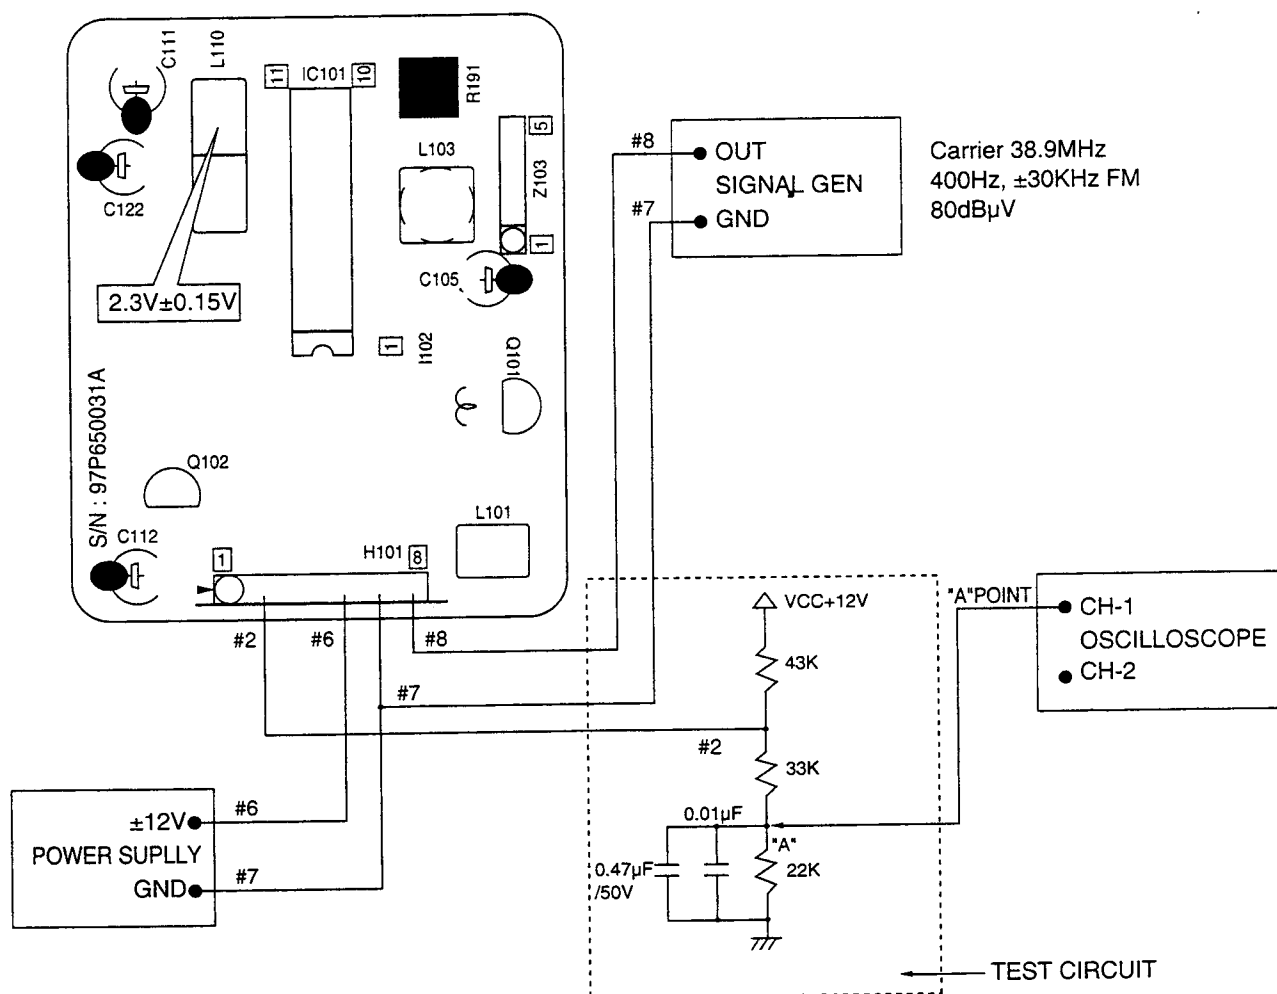 C111
L110
11
IC101
10
R191
C122
L103
5
Z103
1
C105
2.3V±0.15V
1
I102
Q101
S/N : 97P650031A
Q102
C112
L101
1
H101
8
#2
#6
#8
#7
#8
OUT
SIGNAL GEN
#7
GND
Carrier 38.9MHz
400Hz, ±30KHz FM
80dBµV
VCC+12V
43K
#2
33K
0.01µF
"A"
0.47µF
/50V
22K
"A"POINT
CH-1
OSCILLOSCOPE
CH-2
±12V
#6
POWER SUPLLY
GND
#7
TEST CIRCUIT